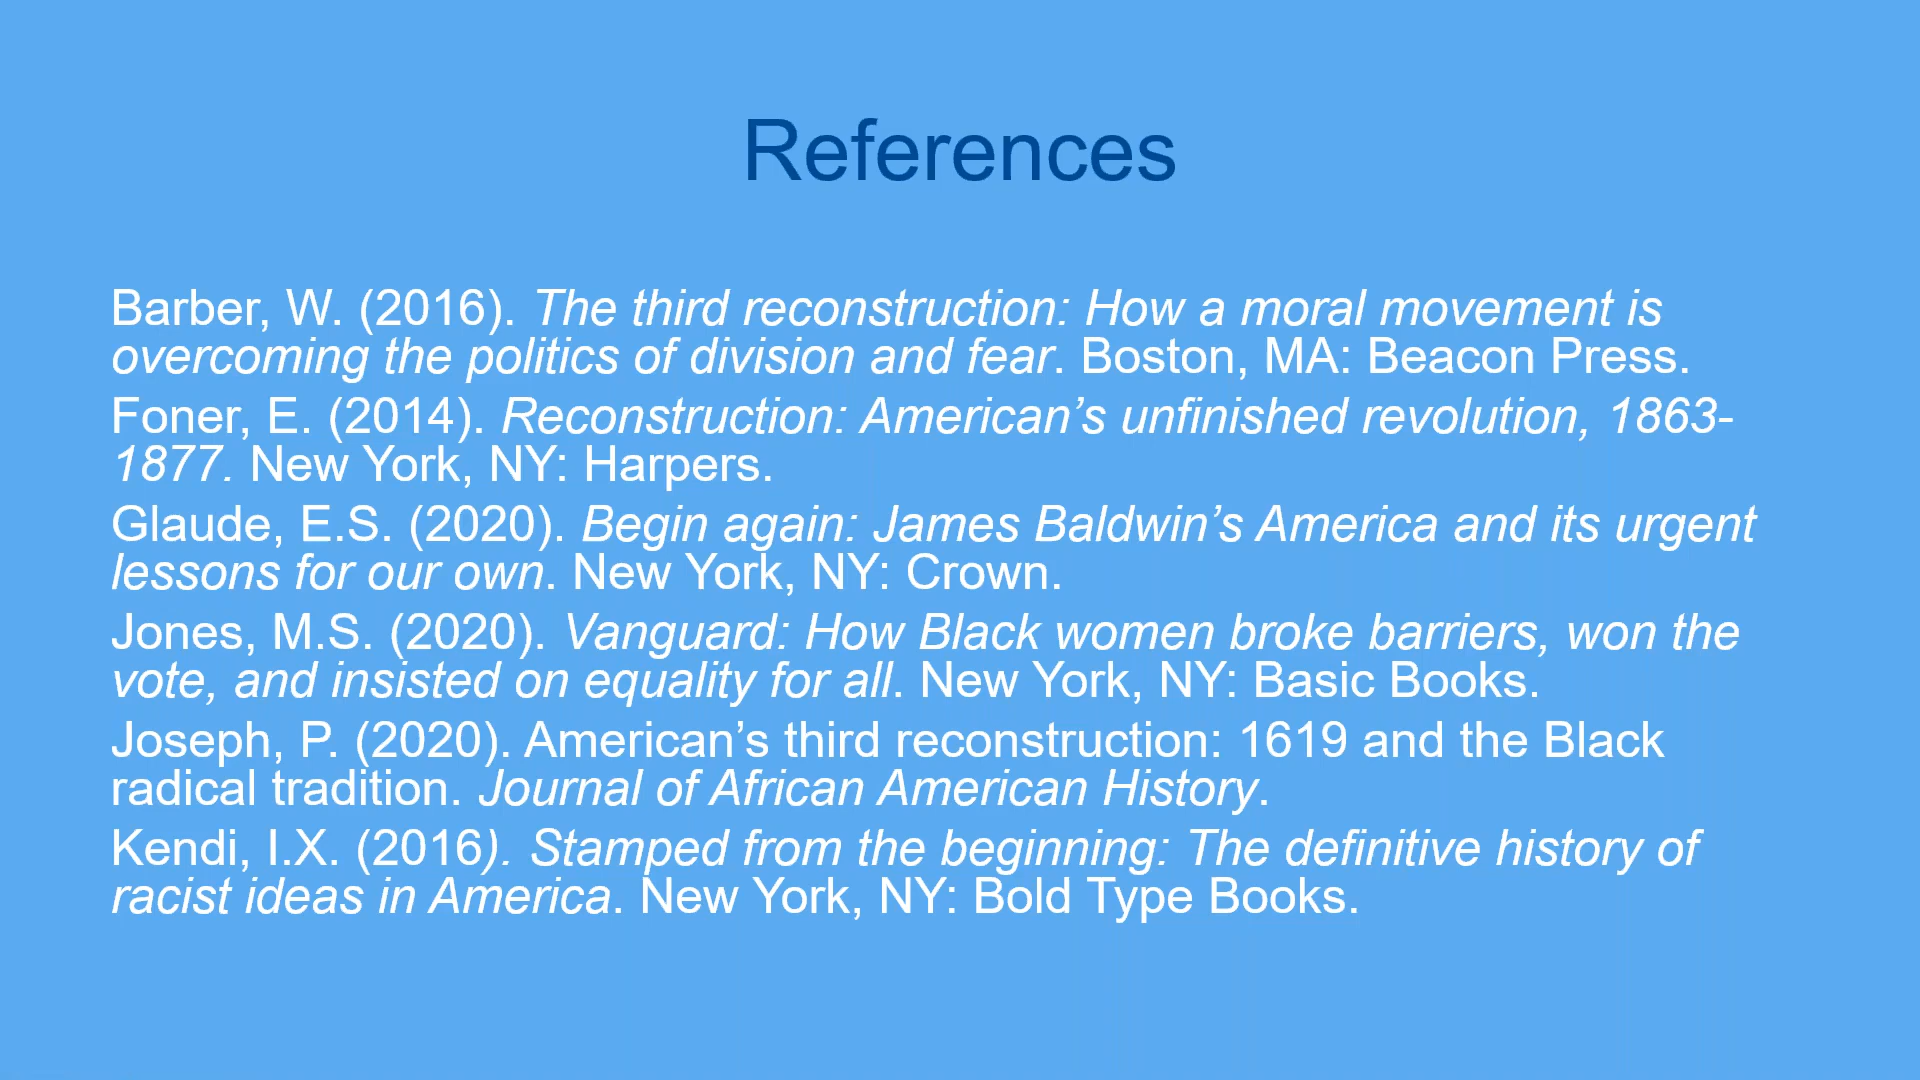 References
Barber, W. (2016). The third reconstruction: How a moral movement is
overcoming the politics of division and fear. Boston, MA: Beacon Press.
Foner, E. (2014). Reconstruction: American’s unfinished revolution, 1863-
1877. New York, NY: Harpers.
Glaude, E.S. (2020). Begin again: James Baldwin’s America and its urgent
lessons for our own. New York, NY: Crown.
Jones, M.S. (2020). Vanguard: How Black women broke barriers, won the
vote, and insisted on equality for all. New York, NY: Basic Books.
Joseph, P. (2020). American’s third reconstruction: 1619 and the Black
radical tradition. Journal of African American History.
Kendi, I.X. (2016). Stamped from the beginning: The definitive history of
racist ideas in America. New York, NY: Bold Type Books.